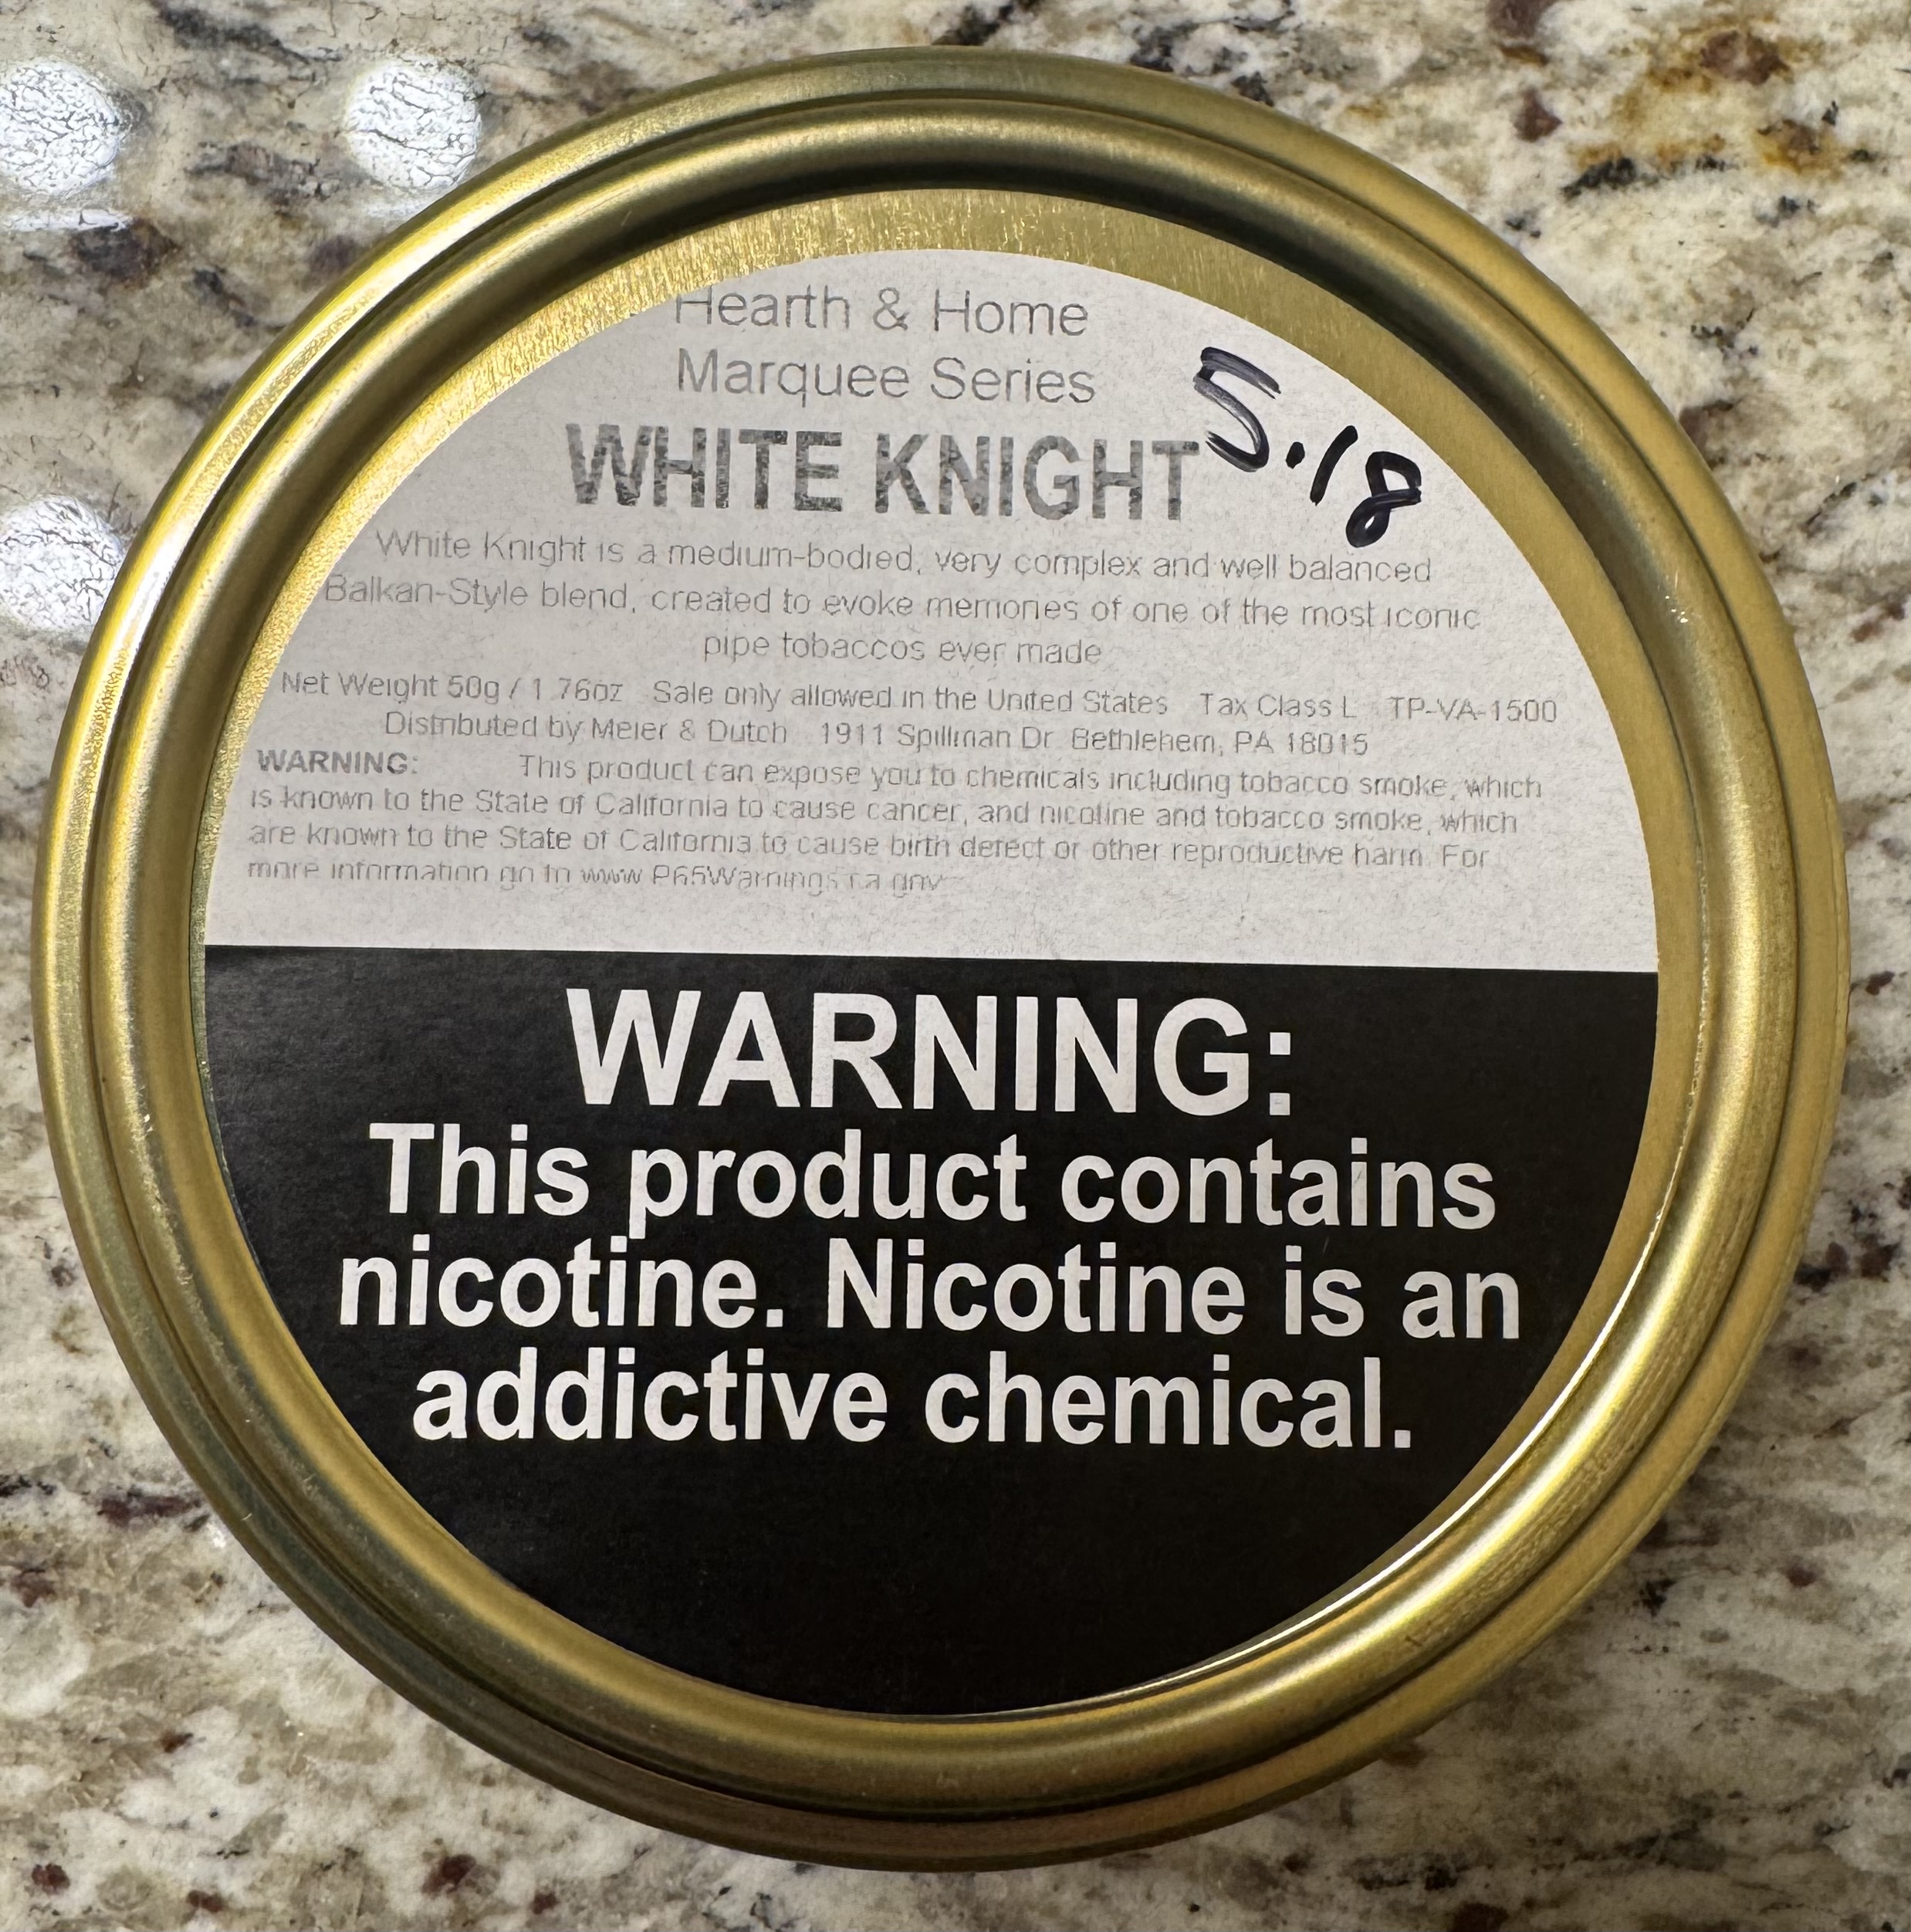 Hearth & Home
Marquee Series
WHITE KNIGHT
5.18
White Knight is a medium-bodied, very complex and well balanced
Balkan-Style blend, created to evoke memories of one of the most iconic
pipe tobaccos ever made
Net Weight 50g / 1.76oz Sale only allowed in the United States Tax Class L TP-VA-1500
Distributed by Meier & Dutch 1911 Spillman Dr. Bethlehem, PA 18015
WARNING: This product can expose you to chemicals including tobacco smoke, which
is known to the State of California to cause cancer, and nicotine and tobacco smoke, which
are known to the State of California to cause birth defect or other reproductive harm. For
more information go to www.P65Warnings.ca.gov
WARNING:
This product contains
nicotine. Nicotine is an
addictive chemical.